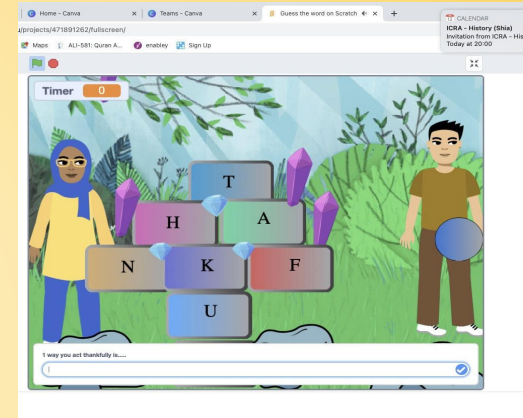 Home - Canva
Teams - Canva
Guess the word on Scratch
CALENDAR
ICRA - History (Shia)
Invitation from ICRA - His
Today at 20:00
/projects/471891262/fullscreen/
Maps
ALI-581: Quran A...
enabley
Sign Up
Timer 0
T
H A
N K F
U
1 way you act thankfully is.....